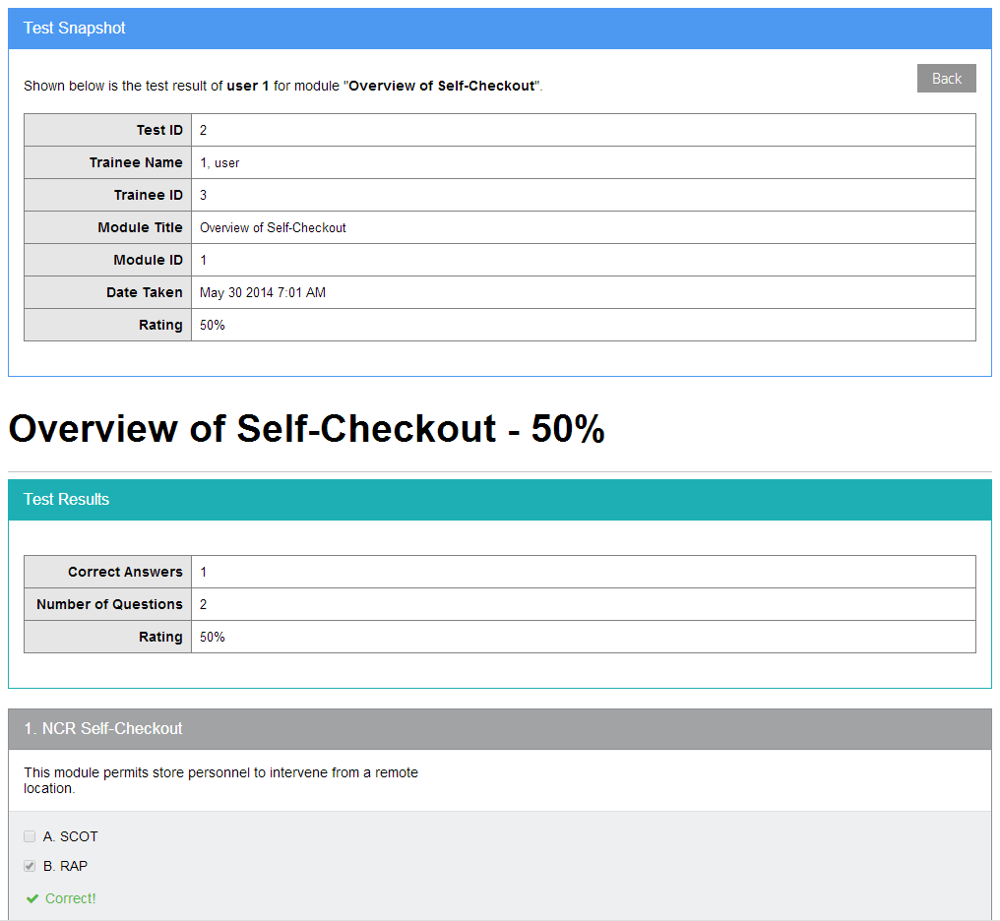 Test Snapshot
Back
Shown below is the test result of user 1 for module "Overview of Self-Checkout".
Test ID 2
Trainee Name 1, user
Trainee ID 3
Module Title Overview of Self-Checkout
Module ID 1
Date Taken May 30 2014 7:01 AM
Rating 50%
Overview of Self-Checkout - 50%
Test Results
Correct Answers 1
Number of Questions 2
Rating 50%
1. NCR Self-Checkout
This module permits store personnel to intervene from a remote
location.
A. SCOT
B. RAP
Correct!